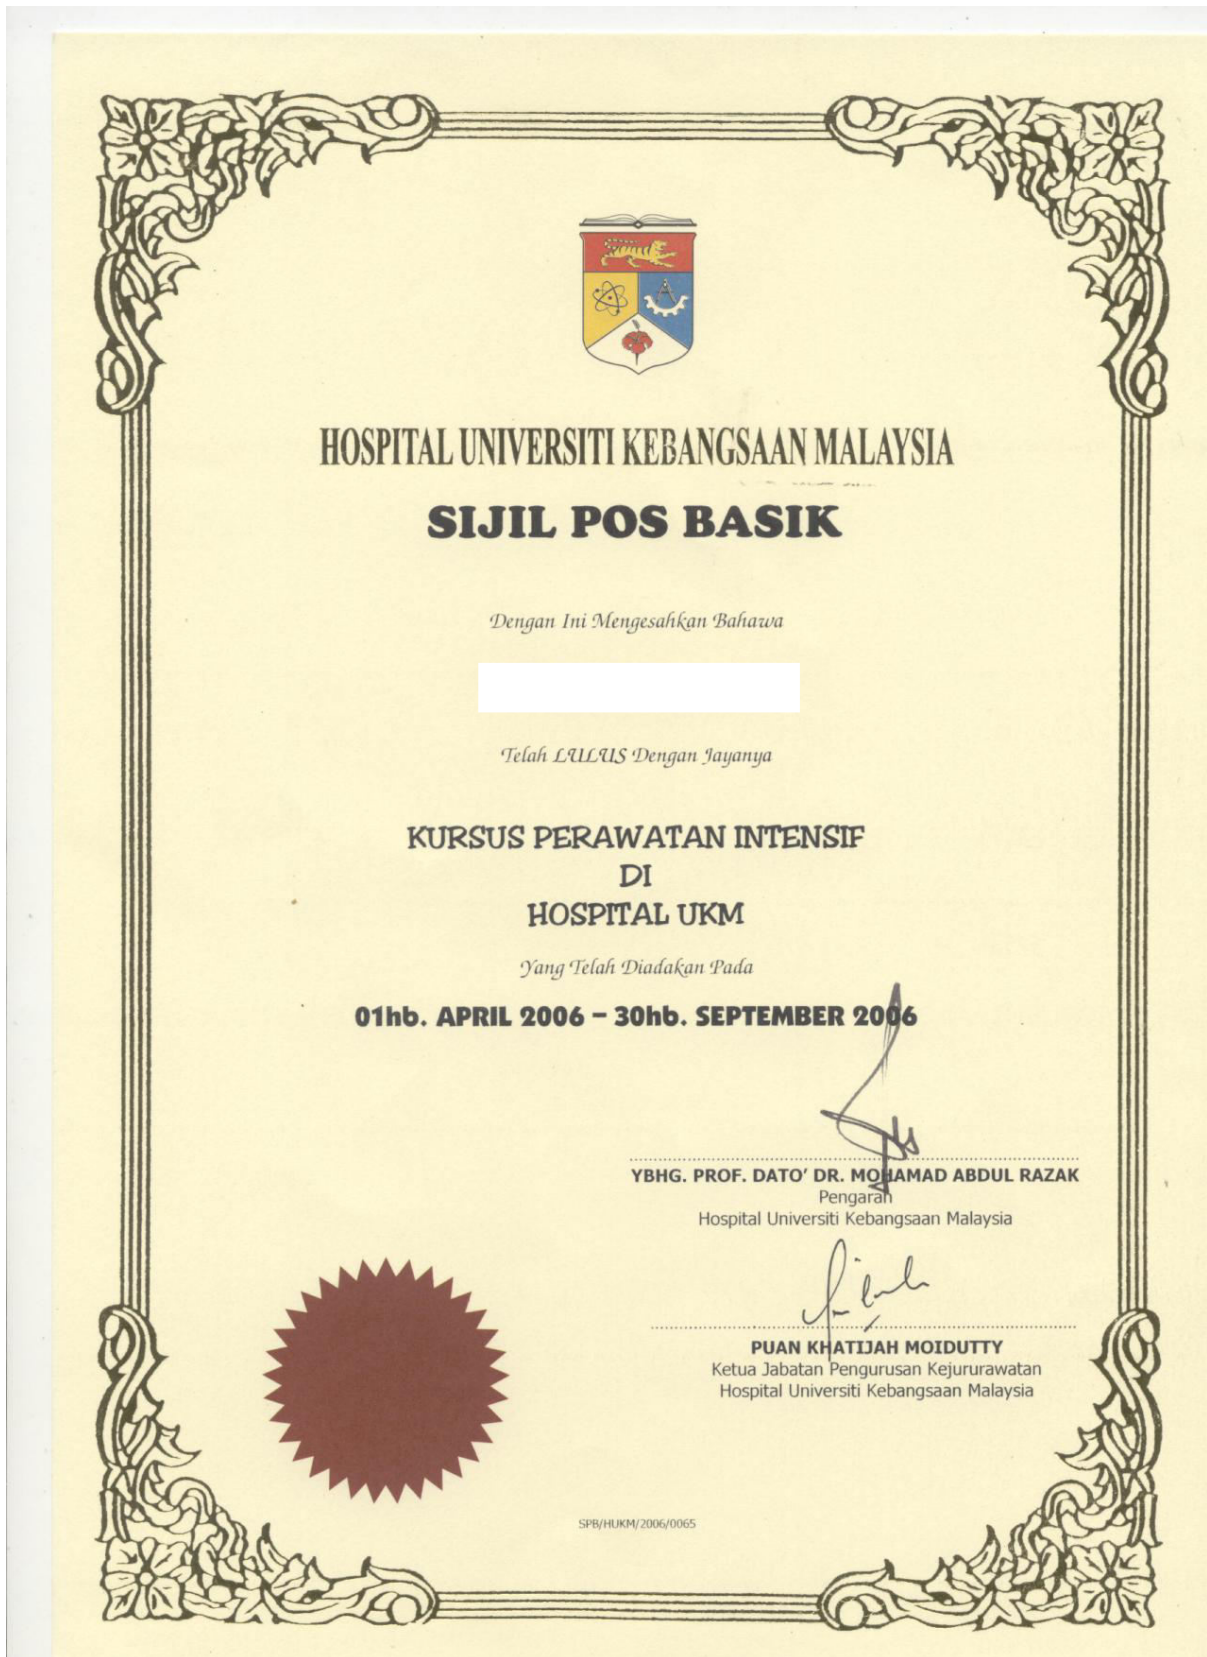 HOSPITAL UNIVERSITI KEBANGSAAN MALAYSIA
SIJIL POS BASIK
Dengan Ini Mengesahkan Bahawa
Telah LULUS Dengan Jayanya
KURSUS PERAWATAN INTENSIF
DI
HOSPITAL UKM
Yang Telah Diadakan Pada
01hb. APRIL 2006 – 30hb. SEPTEMBER 2006
YBHG. PROF. DATO’ DR. MOHAMAD ABDUL RAZAK
Pengarah
Hospital Universiti Kebangsaan Malaysia
PUAN KHATIJAH MOIDUTTY
Ketua Jabatan Pengurusan Kejururawatan
Hospital Universiti Kebangsaan Malaysia
SPB/HUKM/2006/0065